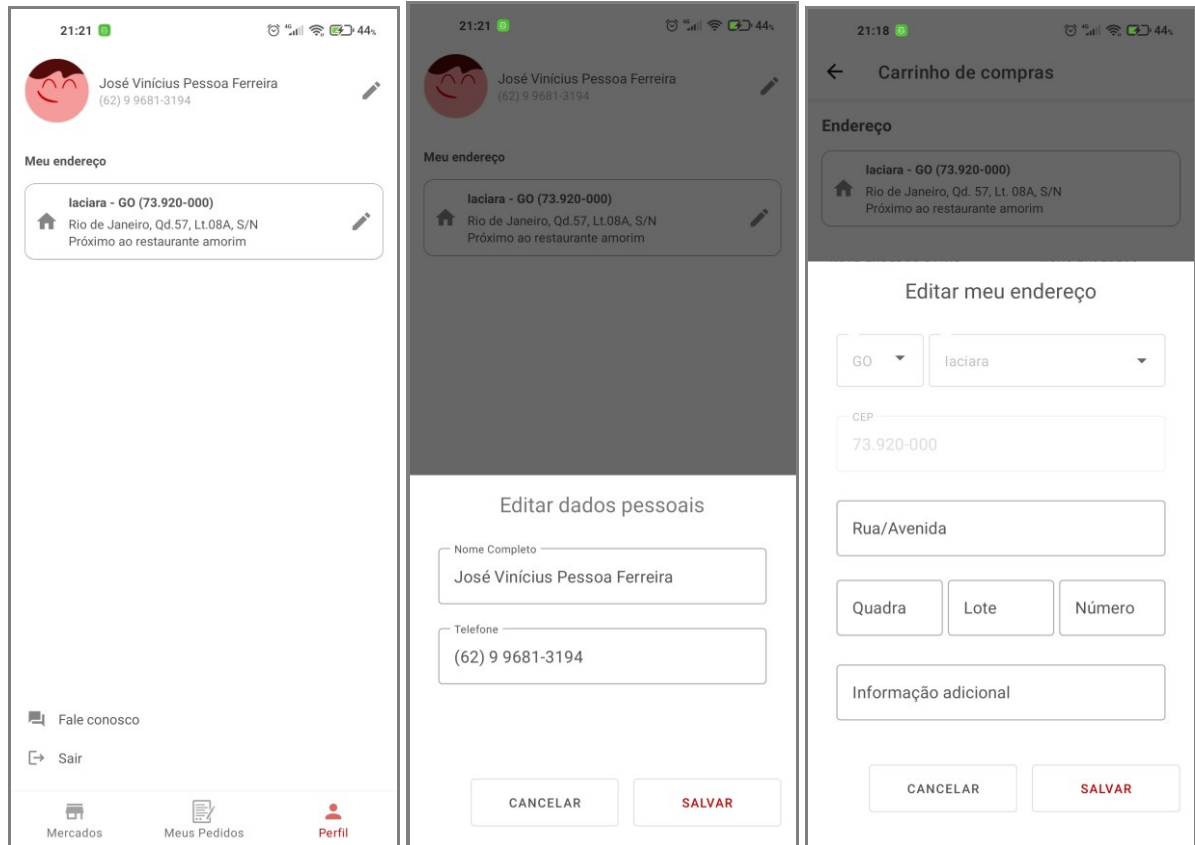 21:21
4G
44%
José Vinícius Pessoa Ferreira
(62) 9 9681-3194
Meu endereço
Iaciara - GO (73.920-000)
Rio de Janeiro, Qd.57, Lt.08A, S/N
Próximo ao restaurante amorim
Fale conosco
Sair
Mercados
Meus Pedidos
Perfil
21:21
4G
44%
José Vinícius Pessoa Ferreira
(62) 9 9681-3194
Meu endereço
Iaciara - GO (73.920-000)
Rio de Janeiro, Qd.57, Lt.08A, S/N
Próximo ao restaurante amorim
Editar dados pessoais
Nome Completo
José Vinícius Pessoa Ferreira
Telefone
(62) 9 9681-3194
CANCELAR
SALVAR
21:18
4G
44%
Carrinho de compras
Endereço
Iaciara - GO (73.920-000)
Rio de Janeiro, Qd. 57, Lt. 08A, S/N
Próximo ao restaurante amorim
Editar meu endereço
GO
Iaciara
CEP
73.920-000
Rua/Avenida
Quadra
Lote
Número
Informação adicional
CANCELAR
SALVAR